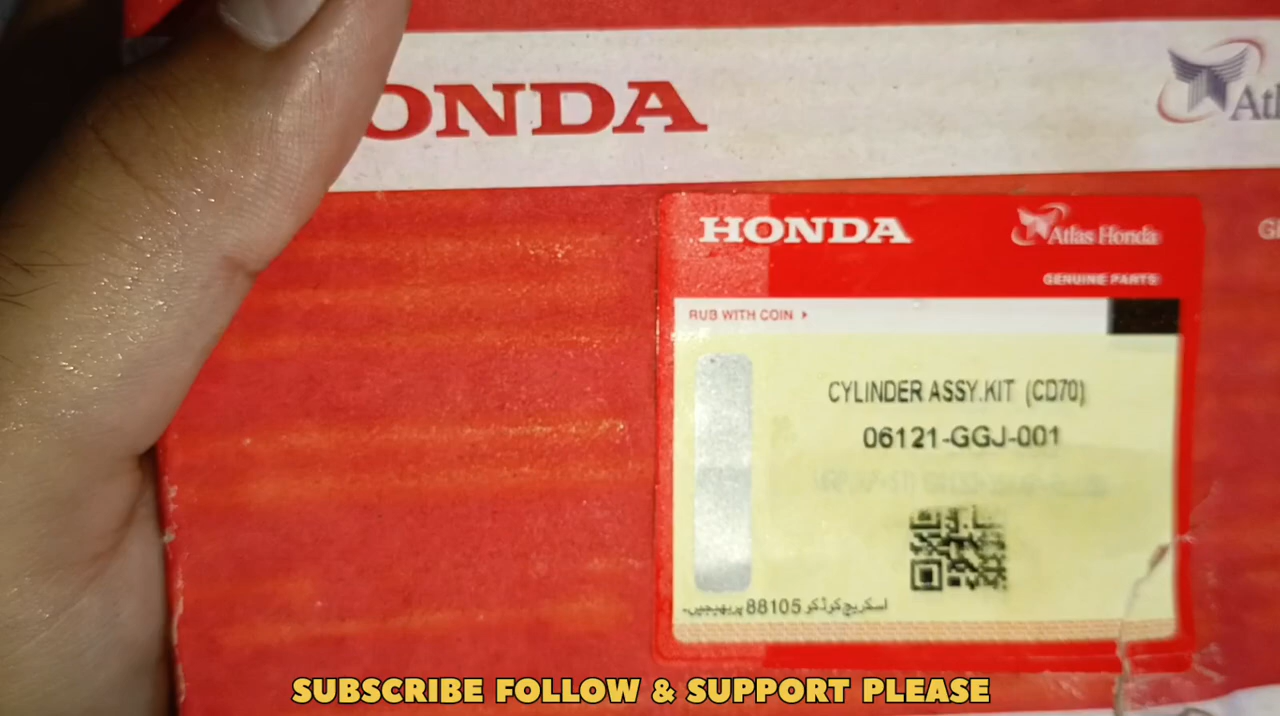 ONDA
HONDA
Atlas Honda
GENUINE PARTS
RUB WITH COIN
CYLINDER ASSY.KIT (CD70)
06121-GGJ-001
اسکریچ کوڈ کو 88105 پر بھیجیں۔
SUBSCRIBE FOLLOW & SUPPORT PLEASE